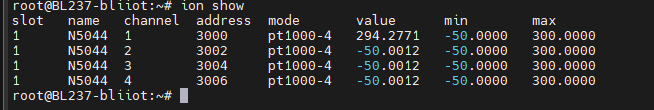 root@BL237-bliiot:~# ion show
slot name channel address mode value min max
1 N5044 1 3000 pt1000-4 294.2771 -50.0000 300.0000
1 N5044 2 3002 pt1000-4 -50.0012 -50.0000 300.0000
1 N5044 3 3004 pt1000-4 -50.0012 -50.0000 300.0000
1 N5044 4 3006 pt1000-4 -50.0012 -50.0000 300.0000
root@BL237-bliiot:~#